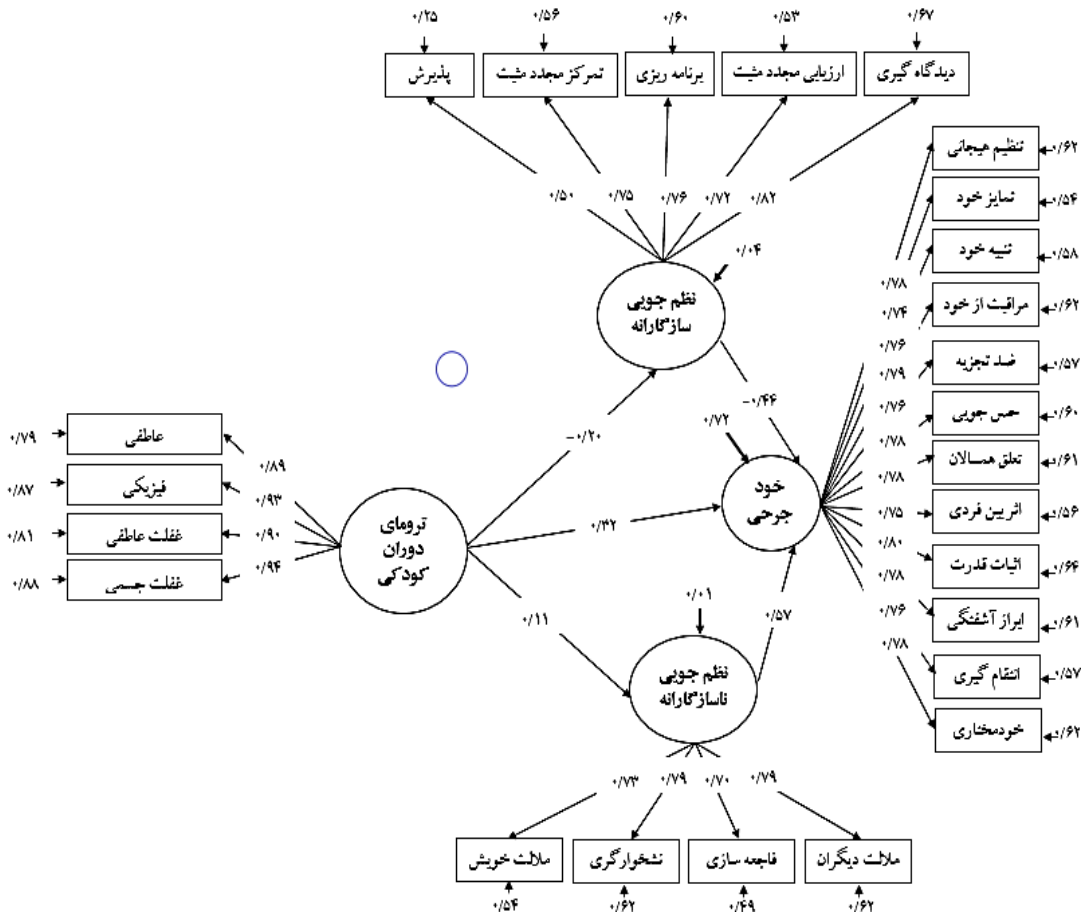 ۰/۲۵ ۰/۵۶ ۰/۶۰ ۰/۵۳ ۰/۶۷
پذیرش
تمرکز مجدد مثبت
برنامه ریزی
ارزیابی مجدد مثبت
دیدگاه گیری
۰/۵۰ ۰/۷۵ ۰/۷۶ ۰/۷۲ ۰/۸۲
۰/۰۴
نظم جویی
سازگارانه
تنظیم هیجانی
۰/۶۲
تمایز خود
۰/۵۴
تنبیه خود
۰/۵۸
مراقبت از خود
۰/۶۲
ضد تجزیه
۰/۵۷
حس جویی
۰/۶۰
تعلق همسالان
۰/۶۱
اثربین فردی
۰/۵۶
اثبات قدرت
۰/۶۴
ابراز آشفتگی
۰/۶۱
انتقام گیری
۰/۵۷
خودمختاری
۰/۶۲
۰/۷۸
۰/۷۴
۰/۷۶
۰/۷۹
۰/۷۶
۰/۷۸
۰/۷۸
۰/۷۵
۰/۸۰
۰/۷۸
۰/۷۶
۰/۷۸
-۰/۴۶
-۰/۲۰
۰/۷۲
خود
جرحی
۰/۳۲
۰/۷۹
عاطفی
۰/۸۹
۰/۸۷
فیزیکی
۰/۹۳
۰/۸۱
غفلت عاطفی
۰/۹۰
۰/۸۸
غفلت جسمی
۰/۹۴
ترومای
دوران
کودکی
۰/۱۱
۰/۰۱
۰/۵۷
نظم جویی
ناسازگارانه
۰/۷۳ ۰/۷۹ ۰/۷۰ ۰/۷۹
ملالت خویش
نشخوارگری
فاجعه سازی
ملالت دیگران
۰/۵۴ ۰/۶۲ ۰/۴۹ ۰/۶۲